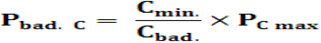 P_bad. C = C_min. / C_bad. × P_C max